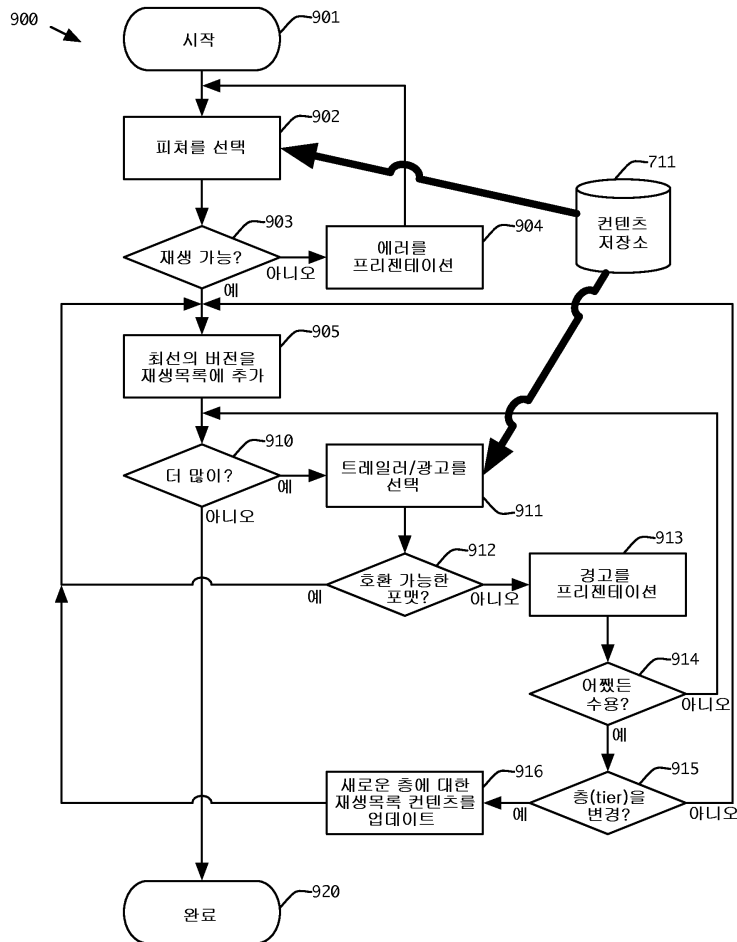 900
901
시작
902
피쳐를 선택
711
컨텐츠
저장소
903
재생 가능?
아니오
예
904
에러를
프리젠테이션
905
최선의 버전을
재생목록에 추가
910
더 많이?
예
아니오
트레일러/광고를
선택
911
912
호환 가능한
포맷?
예
아니오
913
경고를
프리젠테이션
914
어쨌든
수용?
아니오
예
915
층(tier)을
변경?
예
아니오
916
새로운 층에 대한
재생목록 컨텐츠를
업데이트
920
완료